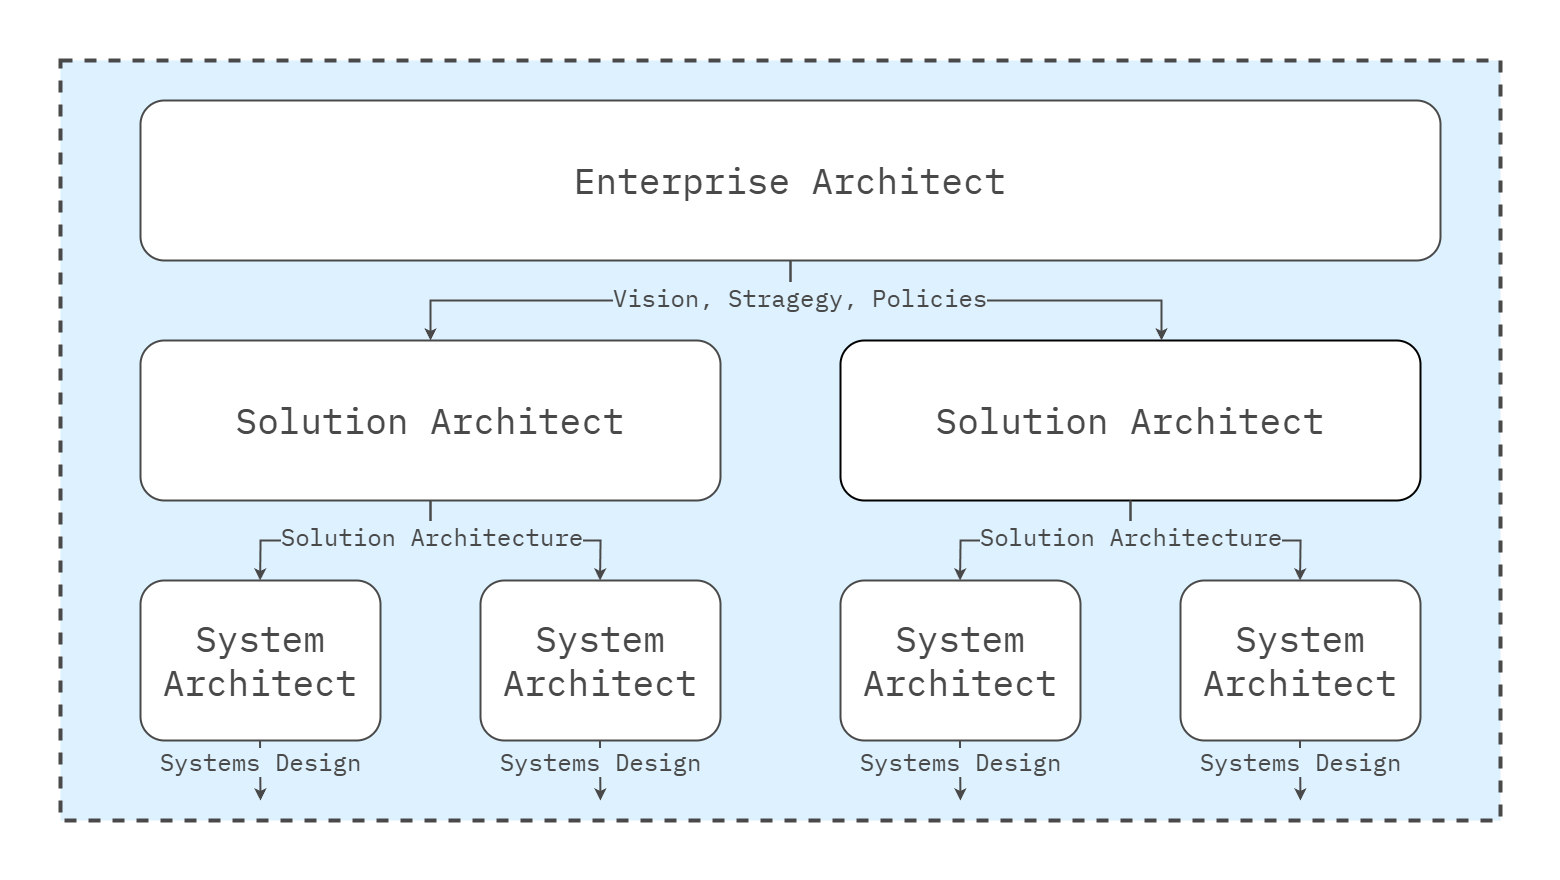 Enterprise Architect
Vision, Stragegy, Policies
Solution Architect
Solution Architect
Solution Architecture
Solution Architecture
System
Architect
System
Architect
System
Architect
System
Architect
Systems Design
Systems Design
Systems Design
Systems Design